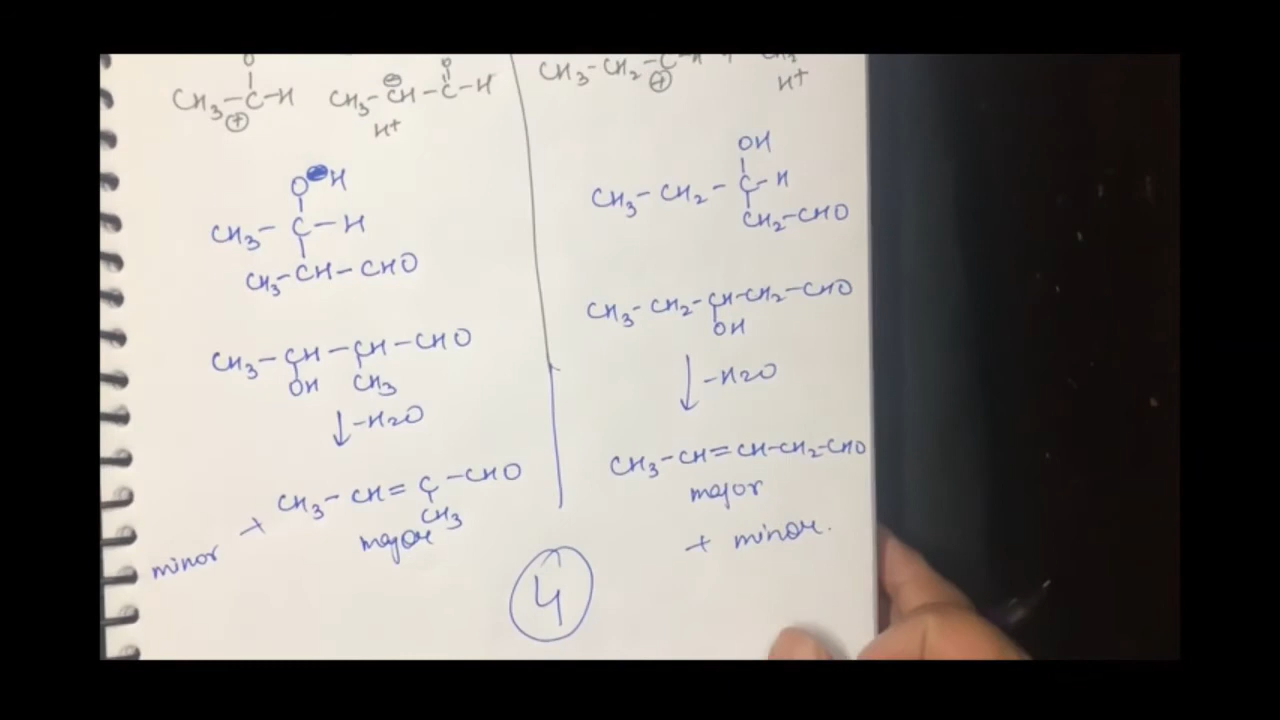 O O
CH3-C-H CH3-CH-C-H
⊕ ⊖
H+
OH
CH3-C-H
CH3-CH-CHO
CH3-CH-CH-CHO
OH CH3
↓-H2O
+ CH3-CH=C-CHO
CH3
minor major
CH3-CH2-C-H +
⊕ H+
OH
CH3-CH2-C-H
CH2-CHO
CH3-CH2-CH-CH2-CHO
OH
↓-H2O
CH3-CH=CH-CH2-CHO
major
+ minor.
4